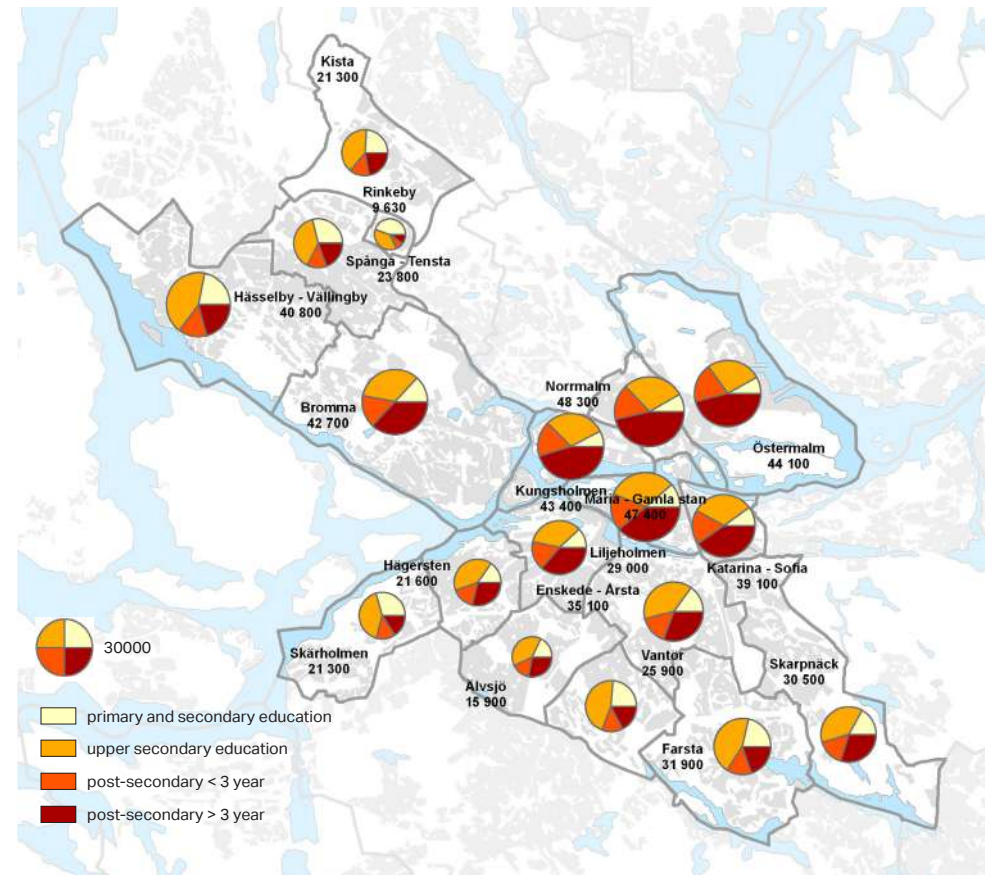 Kista
21 300
Rinkeby
9 630
Spånga - Tensta
23 800
Hässelby - Vällingby
40 800
Bromma
42 700
Norrmalm
48 300
Östermalm
44 100
Kungsholmen
43 400
Maria - Gamla stan
47 400
Katarina - Sofia
39 100
Liljeholmen
29 000
Hägersten
21 600
Enskede - Årsta
35 100
Skärholmen
21 300
Älvsjö
15 900
Vantör
25 900
Skarpnäck
30 500
Farsta
31 900
30000
primary and secondary education
upper secondary education
post-secondary < 3 year
post-secondary > 3 year